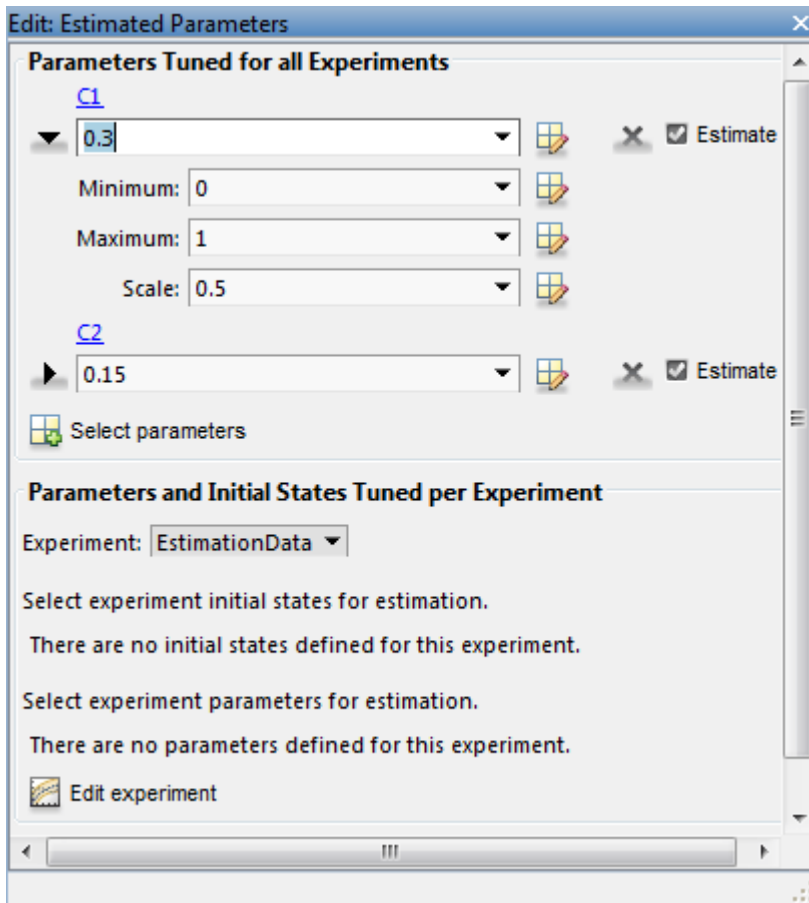 Edit: Estimated Parameters
Parameters Tuned for all Experiments
C1
0.3 Estimate
Minimum: 0
Maximum: 1
Scale: 0.5
C2
0.15 Estimate
Select parameters
Parameters and Initial States Tuned per Experiment
Experiment: EstimationData
Select experiment initial states for estimation.
There are no initial states defined for this experiment.
Select experiment parameters for estimation.
There are no parameters defined for this experiment.
Edit experiment